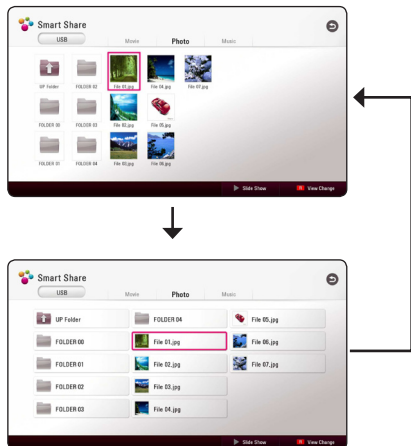 Smart Share
USB Movie Photo Music
UP Folder FOLDER 02 File 01.jpg File 04.jpg File 07.jpg
FOLDER 00 FOLDER 03 File 02.jpg File 05.jpg
FOLDER 01 FOLDER 04 File 03.jpg File 06.jpg
Slide Show R View Change
Smart Share
USB Movie Photo Music
UP Folder FOLDER 04 File 05.jpg
FOLDER 00 File 01.jpg File 06.jpg
FOLDER 01 File 02.jpg File 07.jpg
FOLDER 02 File 03.jpg
FOLDER 03 File 04.jpg
Slide Show R View Change